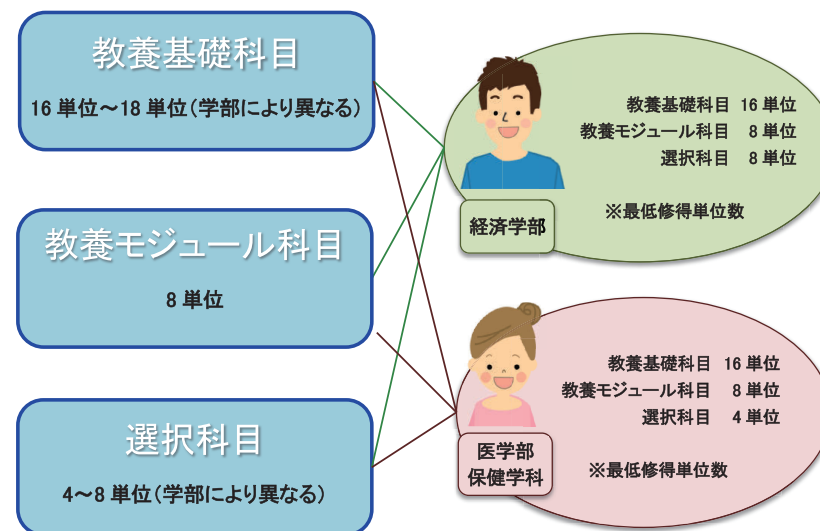 教養基礎科目
16 単位～18 単位（学部により異なる）
教養モジュール科目
8 単位
選択科目
4～8 単位（学部により異なる）
教養基礎科目 16 単位
教養モジュール科目 8 単位
選択科目 8 単位
※最低修得単位数
経済学部
教養基礎科目 16 単位
教養モジュール科目 8 単位
選択科目 4 単位
※最低修得単位数
医学部
保健学科